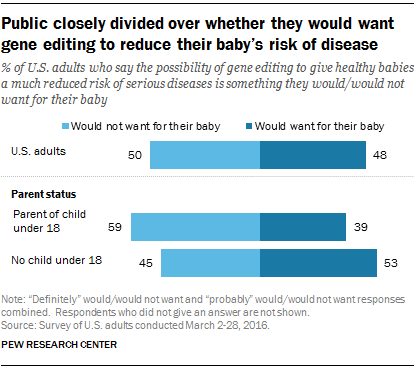 Public closely divided over whether they would want
gene editing to reduce their baby's risk of disease
% of U.S. adults who say the possibility of gene editing to give healthy babies
a much reduced risk of serious diseases is something they would/would not
want for their baby
Would not want for their baby Would want for their baby
U.S. adults 50 48
Parent status
Parent of child
under 18 59 39
No child under 18 45 53
Note: “Definitely” would/would not want and “probably” would/would not want responses
combined. Respondents who did not give an answer are not shown.
Source: Survey of U.S. adults conducted March 2-28, 2016.
PEW RESEARCH CENTER